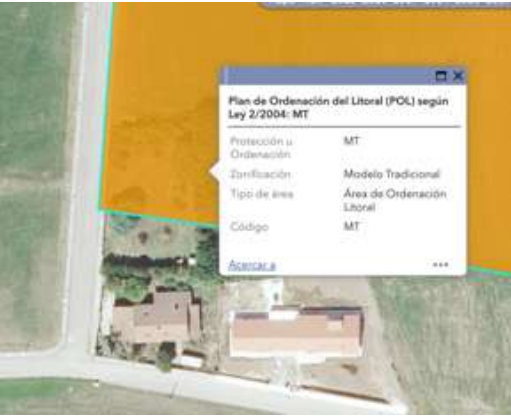 Plan de Ordenación del Litoral (POL) según
Ley 2/2004: MT
Protección u
Ordenación
MT
Zonificación
Modelo Tradicional
Tipo de área
Área de Ordenación
Litoral
Código
MT
Acercar a